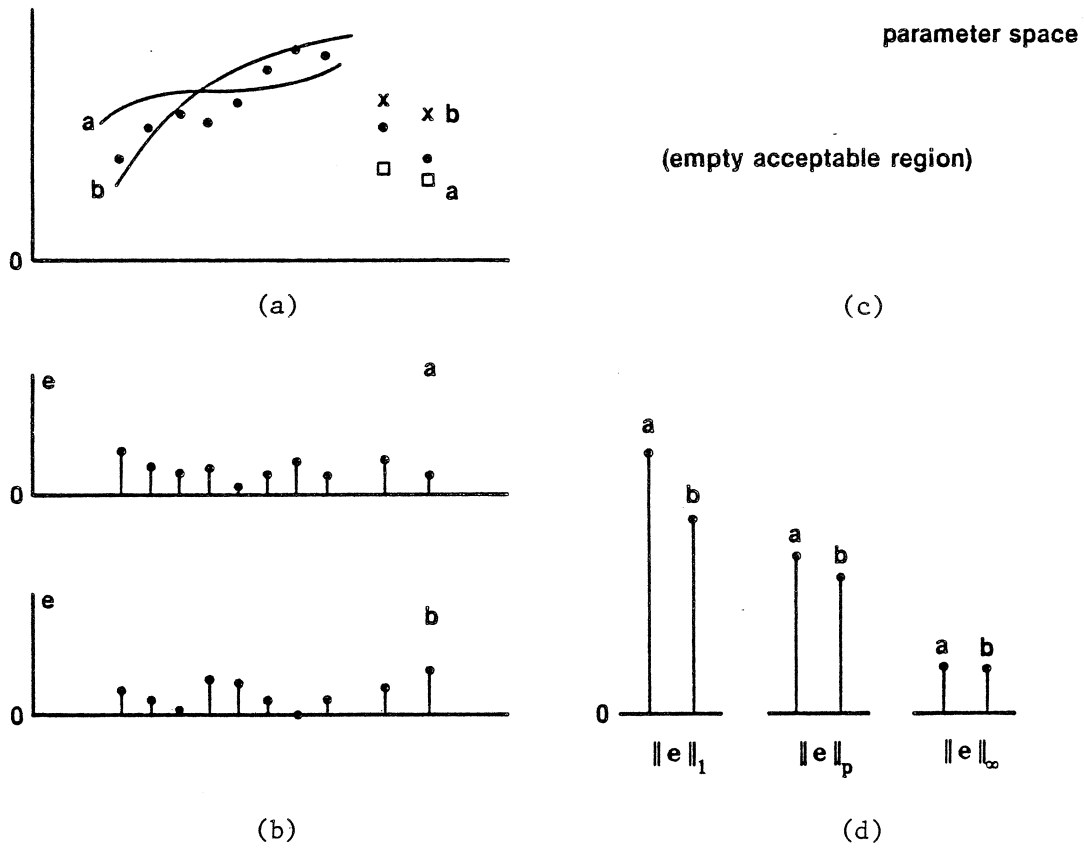 a
b
x
x b
a
0
(a)
parameter space
(empty acceptable region)
(c)
e
a
0
e
b
0
(b)
a
b
a
b
a
b
0
‖e‖₁
‖e‖ₚ
‖e‖∞
(d)